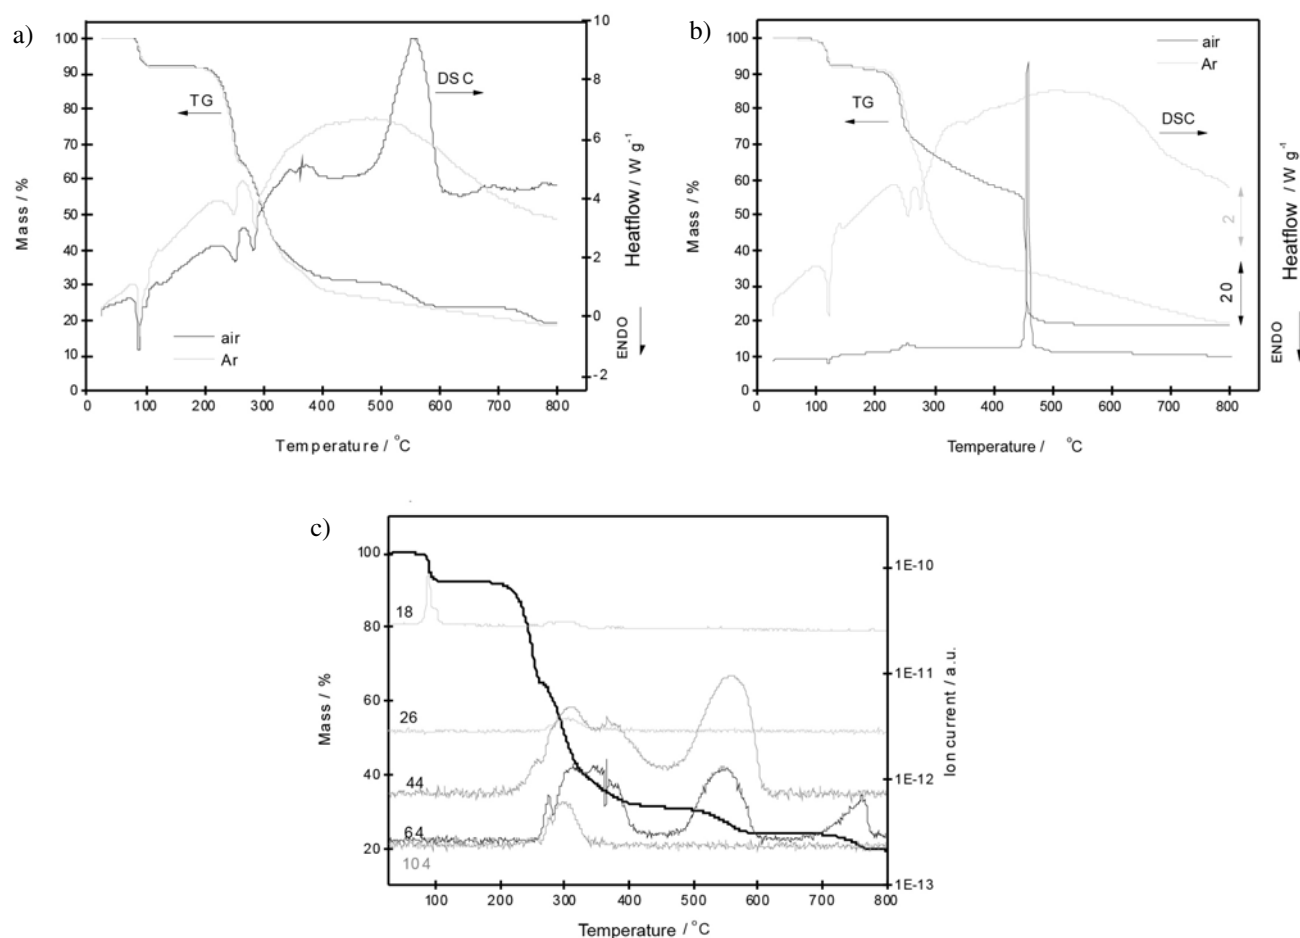 a)
100
90
80
70
60
50
40
30
20
10
0
Mass / %
TG
DSC
air
Ar
10
8
6
4
2
0
-2
Heatflow / W g-1
ENDO
0 100 200 300 400 500 600 700 800
Temperature / °C
b)
100
90
80
70
60
50
40
30
20
10
0
Mass / %
TG
DSC
air
Ar
2
20
Heatflow / W g-1
ENDO
0 100 200 300 400 500 600 700 800
Temperature / °C
c)
100
80
60
40
20
Mass / %
18
26
44
64
104
1E-10
1E-11
1E-12
1E-13
Ion current / a.u.
100 200 300 400 500 600 700 800
Temperature / °C